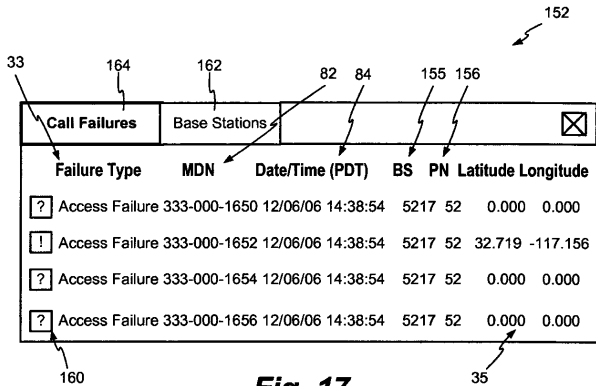 152
33 164 162 82 84 155 156
Call Failures Base Stations
Failure Type MDN Date/Time (PDT) BS PN Latitude Longitude
? Access Failure 333-000-1650 12/06/06 14:38:54 5217 52 0.000 0.000
! Access Failure 333-000-1652 12/06/06 14:38:54 5217 52 32.719 -117.156
? Access Failure 333-000-1654 12/06/06 14:38:54 5217 52 0.000 0.000
? Access Failure 333-000-1656 12/06/06 14:38:54 5217 52 0.000 0.000
160 35
Fig. 17